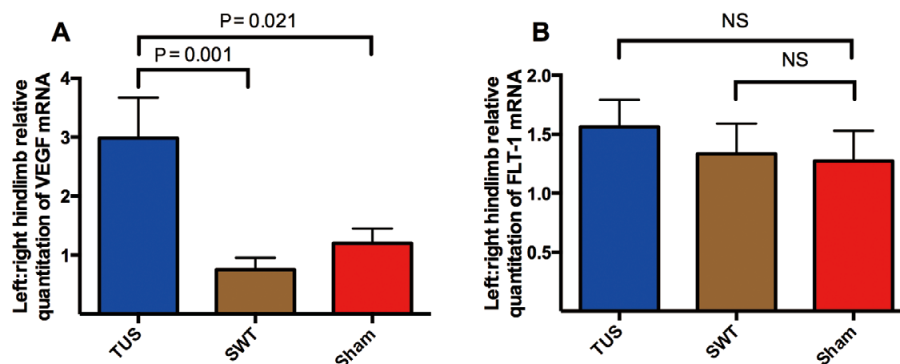 A
P = 0.021
P = 0.001
Left:right hindlimb relative
quantitation of VEGF mRNA
4
3
2
1
TUS
SWT
Sham
B
NS
NS
Left:right hindlimb relative
quantitation of FLT-1 mRNA
2.0
1.5
1.0
0.5
TUS
SWT
Sham